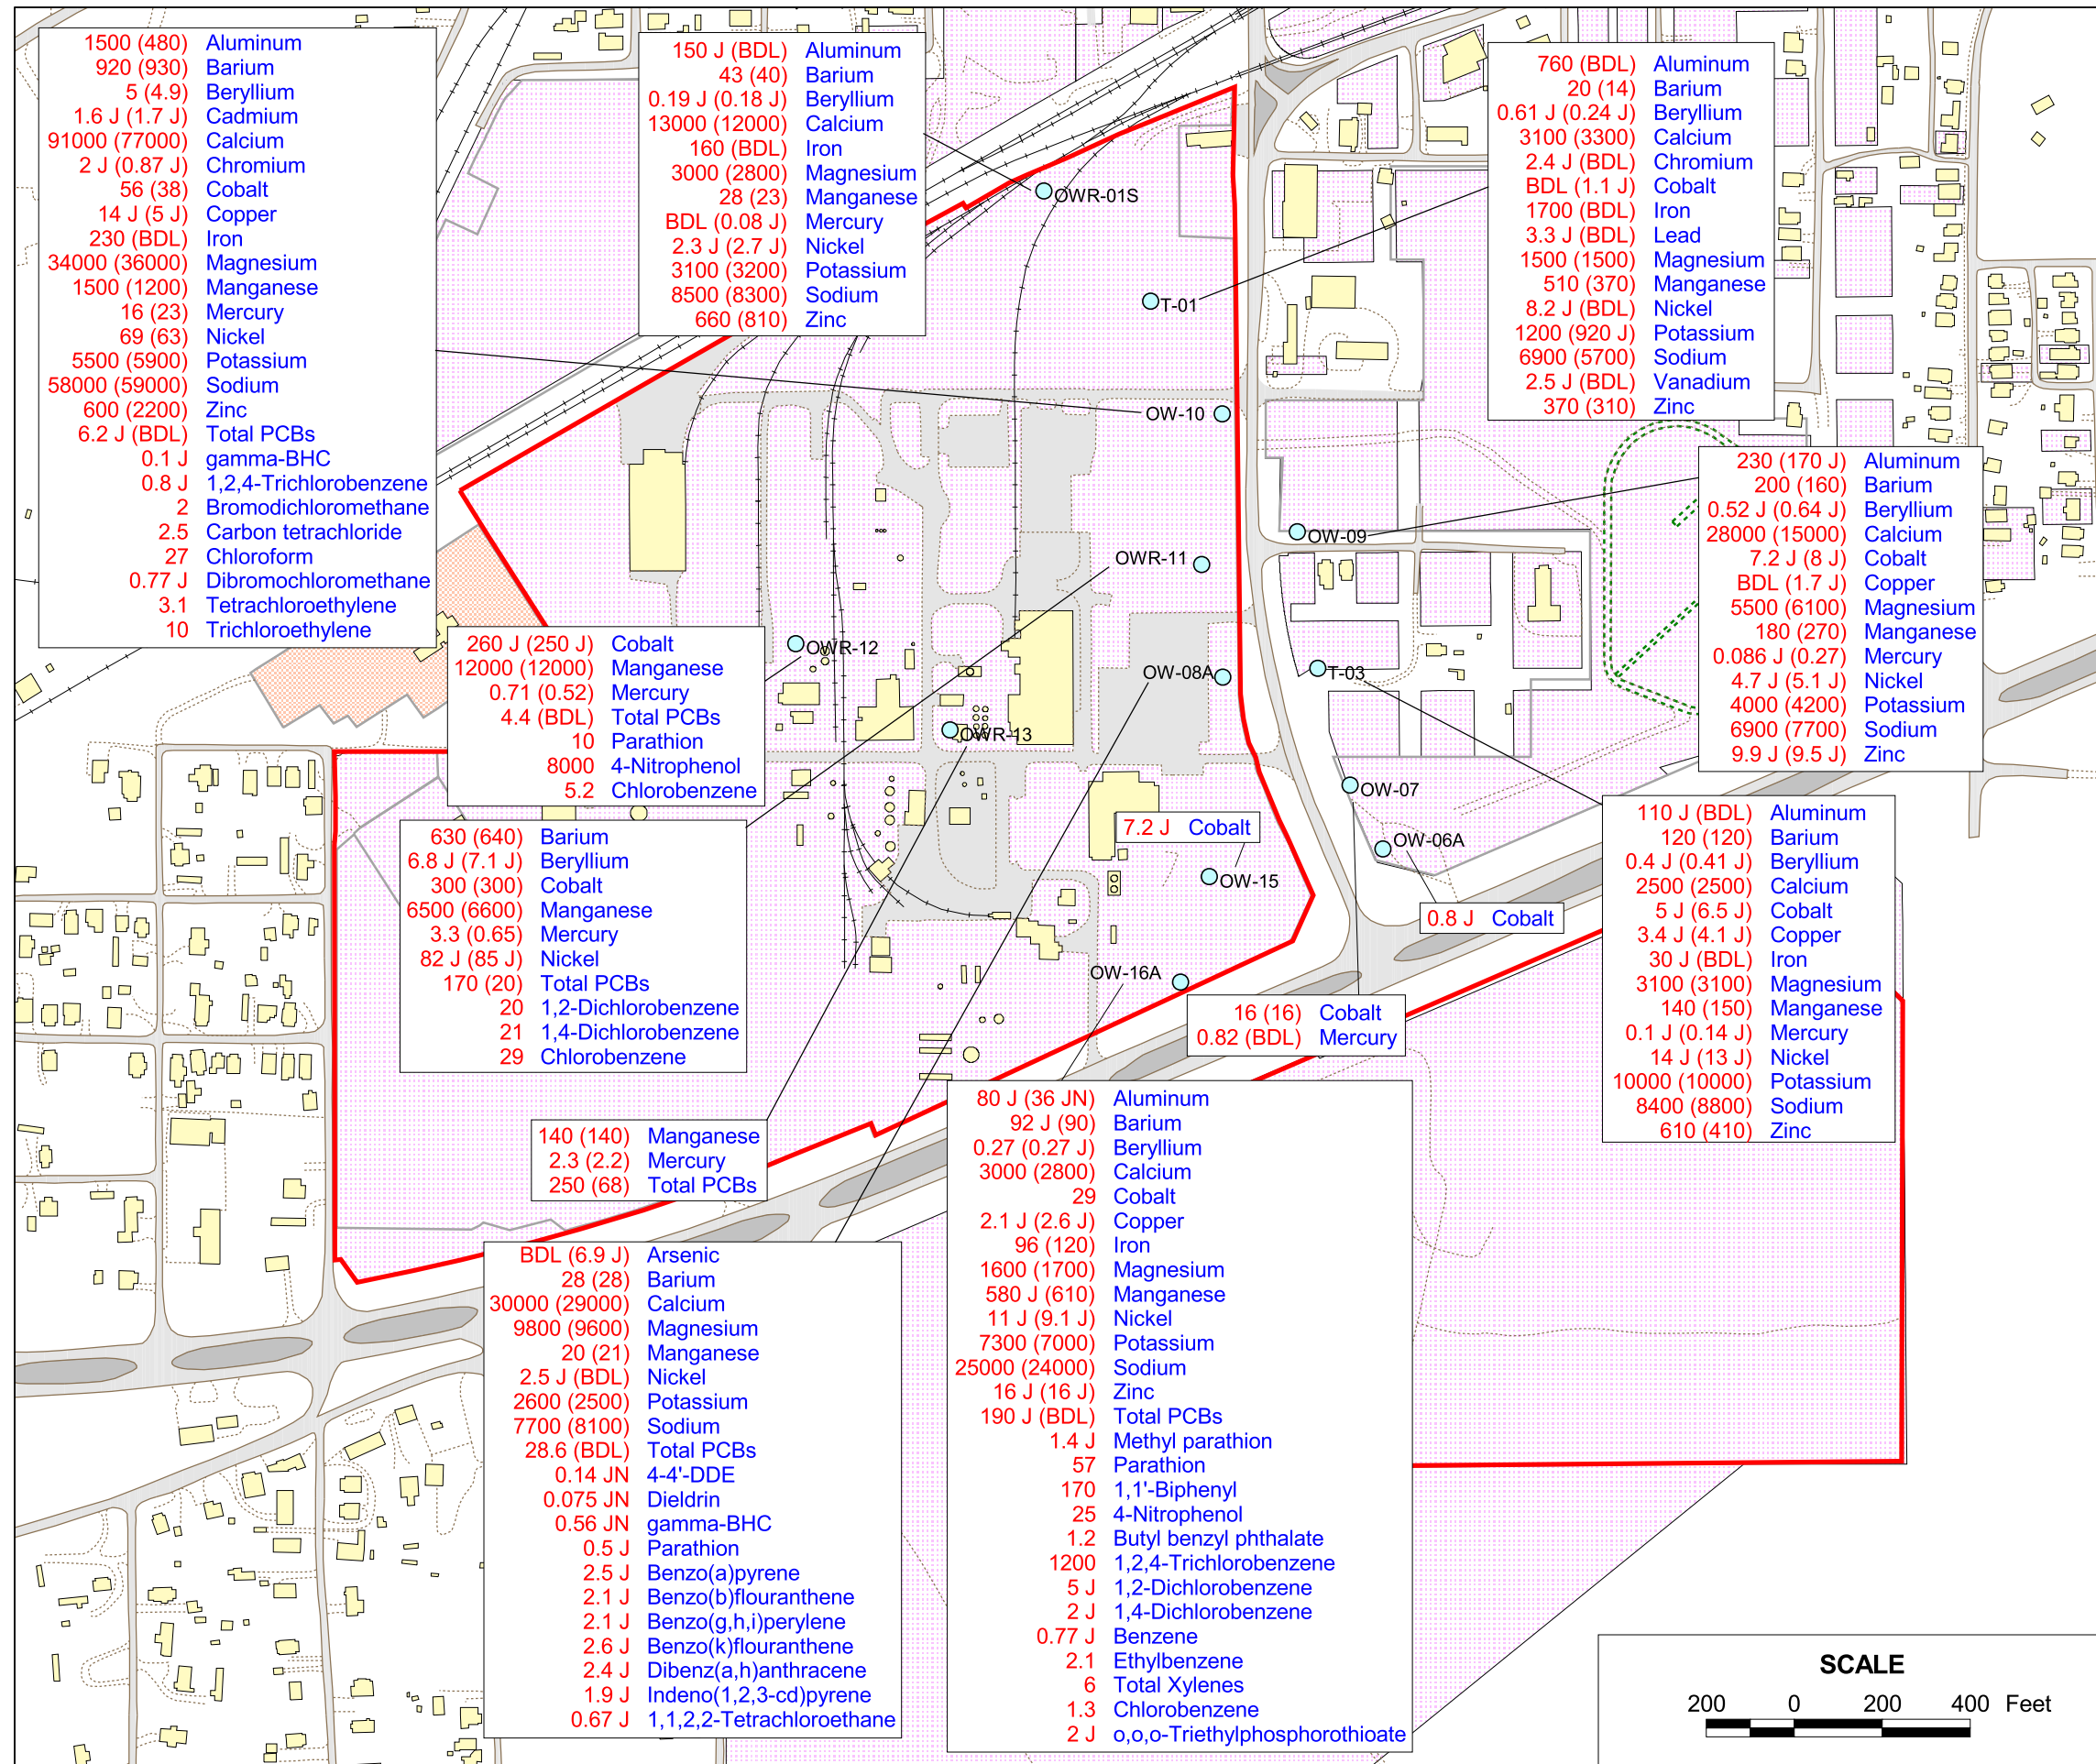 1500 (480) Aluminum
920 (930) Barium
5 (4.9) Beryllium
1.6 J (1.7 J) Cadmium
91000 (77000) Calcium
2 J (0.87 J) Chromium
56 (38) Cobalt
14 J (5 J) Copper
230 (BDL) Iron
34000 (36000) Magnesium
1500 (1200) Manganese
16 (23) Mercury
69 (63) Nickel
5500 (5900) Potassium
58000 (59000) Sodium
600 (2200) Zinc
6.2 J (BDL) Total PCBs
0.1 J gamma-BHC
0.8 J 1,2,4-Trichlorobenzene
2 Bromodichloromethane
2.5 Carbon tetrachloride
27 Chloroform
0.77 J Dibromochloromethane
3.1 Tetrachloroethylene
10 Trichloroethylene
150 J (BDL) Aluminum
43 (40) Barium
0.19 J (0.18 J) Beryllium
13000 (12000) Calcium
160 (BDL) Iron
3000 (2800) Magnesium
28 (23) Manganese
BDL (0.08 J) Mercury
2.3 J (2.7 J) Nickel
3100 (3200) Potassium
8500 (8300) Sodium
660 (810) Zinc
760 (BDL) Aluminum
20 (14) Barium
0.61 J (0.24 J) Beryllium
3100 (3300) Calcium
2.4 J (BDL) Chromium
BDL (1.1 J) Cobalt
1700 (BDL) Iron
3.3 J (BDL) Lead
1500 (1500) Magnesium
510 (370) Manganese
8.2 J (BDL) Nickel
1200 (920 J) Potassium
6900 (5700) Sodium
2.5 J (BDL) Vanadium
370 (310) Zinc
OWR-01S
T-01
OW-10
OW-09
OWR-11
OWR-12
OW-08A
T-03
OWR-13
OW-07
OW-06A
OW-15
OW-16A
230 (170 J) Aluminum
200 (160) Barium
0.52 J (0.64 J) Beryllium
28000 (15000) Calcium
7.2 J (8 J) Cobalt
BDL (1.7 J) Copper
5500 (6100) Magnesium
180 (270) Manganese
0.086 J (0.27) Mercury
4.7 J (5.1 J) Nickel
4000 (4200) Potassium
6900 (7700) Sodium
9.9 J (9.5 J) Zinc
260 J (250 J) Cobalt
12000 (12000) Manganese
0.71 (0.52) Mercury
4.4 (BDL) Total PCBs
10 Parathion
8000 4-Nitrophenol
5.2 Chlorobenzene
630 (640) Barium
6.8 J (7.1 J) Beryllium
300 (300) Cobalt
6500 (6600) Manganese
3.3 (0.65) Mercury
82 J (85 J) Nickel
170 (20) Total PCBs
20 1,2-Dichlorobenzene
21 1,4-Dichlorobenzene
29 Chlorobenzene
7.2 J Cobalt
0.8 J Cobalt
16 (16) Cobalt
0.82 (BDL) Mercury
110 J (BDL) Aluminum
120 (120) Barium
0.4 J (0.41 J) Beryllium
2500 (2500) Calcium
5 J (6.5 J) Cobalt
3.4 J (4.1 J) Copper
30 J (BDL) Iron
3100 (3100) Magnesium
140 (150) Manganese
0.1 J (0.14 J) Mercury
14 J (13 J) Nickel
10000 (10000) Potassium
8400 (8800) Sodium
610 (410) Zinc
140 (140) Manganese
2.3 (2.2) Mercury
250 (68) Total PCBs
BDL (6.9 J) Arsenic
28 (28) Barium
30000 (29000) Calcium
9800 (9600) Magnesium
20 (21) Manganese
2.5 J (BDL) Nickel
2600 (2500) Potassium
7700 (8100) Sodium
28.6 (BDL) Total PCBs
0.14 JN 4-4'-DDE
0.075 JN Dieldrin
0.56 JN gamma-BHC
0.5 J Parathion
2.5 J Benzo(a)pyrene
2.1 J Benzo(b)flouranthene
2.1 J Benzo(g,h,i)perylene
2.6 J Benzo(k)flouranthene
2.4 J Dibenz(a,h)anthracene
1.9 J Indeno(1,2,3-cd)pyrene
0.67 J 1,1,2,2-Tetrachloroethane
80 J (36 JN) Aluminum
92 J (90) Barium
0.27 (0.27 J) Beryllium
3000 (2800) Calcium
29 Cobalt
2.1 J (2.6 J) Copper
96 (120) Iron
1600 (1700) Magnesium
580 J (610) Manganese
11 J (9.1 J) Nickel
7300 (7000) Potassium
25000 (24000) Sodium
16 J (16 J) Zinc
190 J (BDL) Total PCBs
1.4 J Methyl parathion
57 Parathion
170 1,1'-Biphenyl
25 4-Nitrophenol
1.2 Butyl benzyl phthalate
1200 1,2,4-Trichlorobenzene
5 J 1,2-Dichlorobenzene
2 J 1,4-Dichlorobenzene
0.77 J Benzene
2.1 Ethylbenzene
6 Total Xylenes
1.3 Chlorobenzene
2 J o,o,o-Triethylphosphorothioate
SCALE
200 0 200 400 Feet